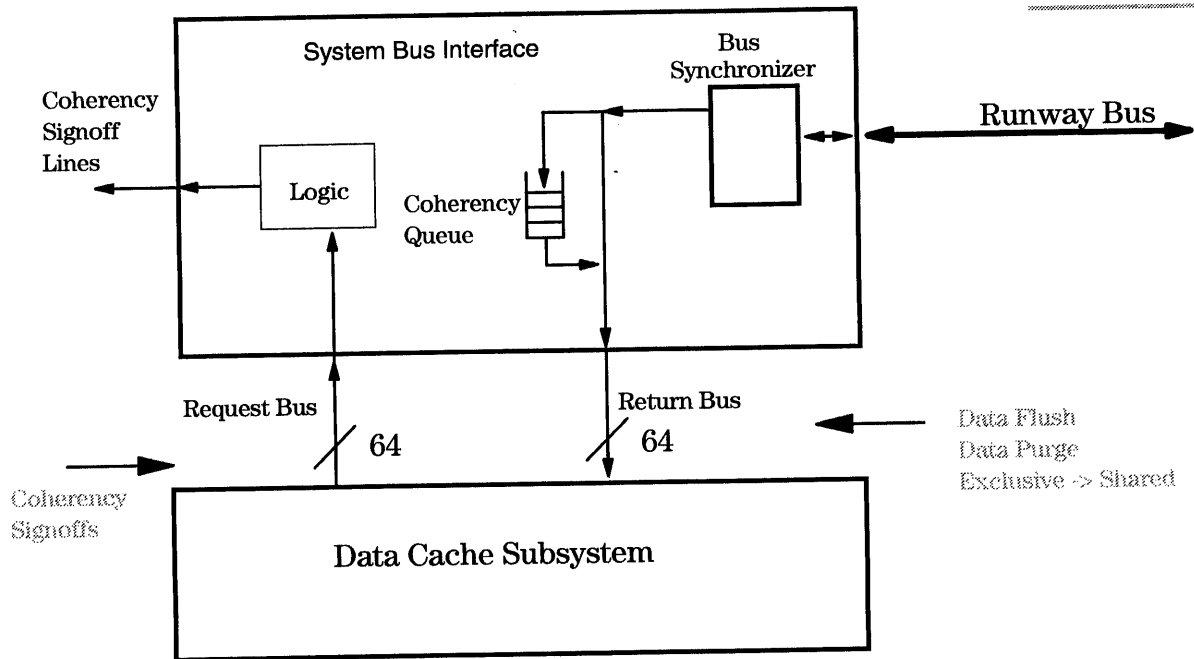 System Bus Interface
Bus
Synchronizer
Coherency
Signoff
Lines
Runway Bus
Logic
Coherency
Queue
Request Bus
64
Return Bus
64
Data Flush
Data Purge
Exclusive -> Shared
Coherency
Signoffs
Data Cache Subsystem